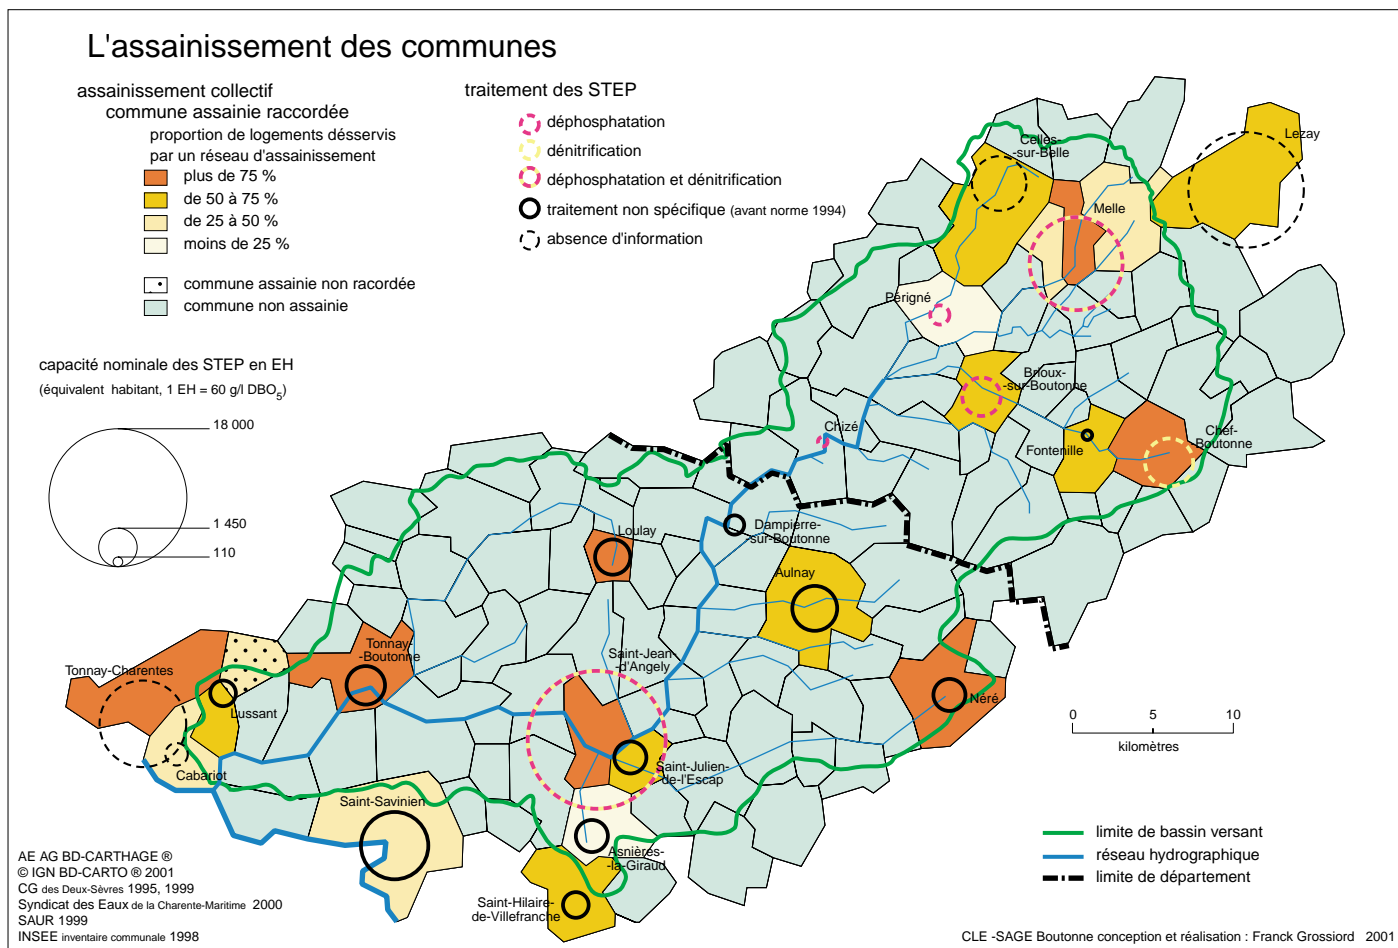 L'assainissement des communes
assainissement collectif
commune assainie raccordée
proportion de logements désservis
par un réseau d'assainissement
plus de 75 %
de 50 à 75 %
de 25 à 50 %
moins de 25 %
commune assainie non racordée
commune non assainie
capacité nominale des STEP en EH
(équivalent habitant, 1 EH = 60 g/l DBO5)
18 000
1 450
110
traitement des STEP
déphosphatation
dénitrification
déphosphatation et dénitrification
traitement non spécifique (avant norme 1994)
absence d'information
Lezay
Celles-
-sur-Belle
Melle
Périgné
Brioux-
-sur-Boutonne
Chizé
Chef-
Boutonne
Fontenille
Dampierre-
-sur-Boutonne
Loulay
Aulnay
Tonnay-
-Boutonne
Saint-Jean
-d'Angely
Tonnay-Charentes
Lussant
Néré
Cabariot
Saint-Julien-
-de-l'Escap
Saint-Savinien
Asnières-
-la-Giraud
Saint-Hilaire-
de-Villefranche
0 5 10
kilomètres
limite de bassin versant
réseau hydrographique
limite de département
AE AG BD-CARTHAGE ®
© IGN BD-CARTO ® 2001
CG des Deux-Sèvres 1995, 1999
Syndicat des Eaux de la Charente-Maritime 2000
SAUR 1999
INSEE inventaire communale 1998
CLE -SAGE Boutonne conception et réalisation : Franck Grossiord 2001